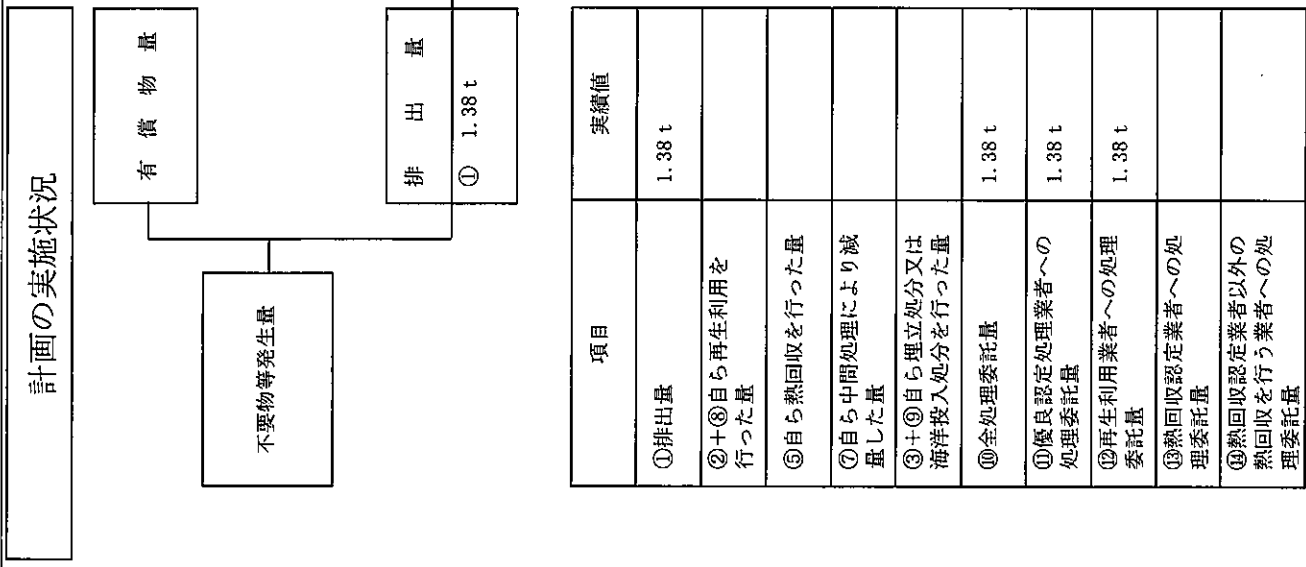 計画の実施状況
有償物量
不要物等発生量
排出量
① 1.38 t
項目 実績値
①排出量 1.38 t
②+⑧自ら再生利用を
行った量
⑤自ら熱回収を行った量
⑦自ら中間処理により減
量した量
③+⑨自ら埋立処分又は
海洋投入処分を行った量
⑩全処理委託量 1.38 t
⑪優良認定処理業者への
処理委託量 1.38 t
⑫再生利用業者への処理
委託量 1.38 t
⑬熱回収認定業者への処
理委託量
⑭熱回収認定業者以外の
熱回収を行う業者への処
理委託量